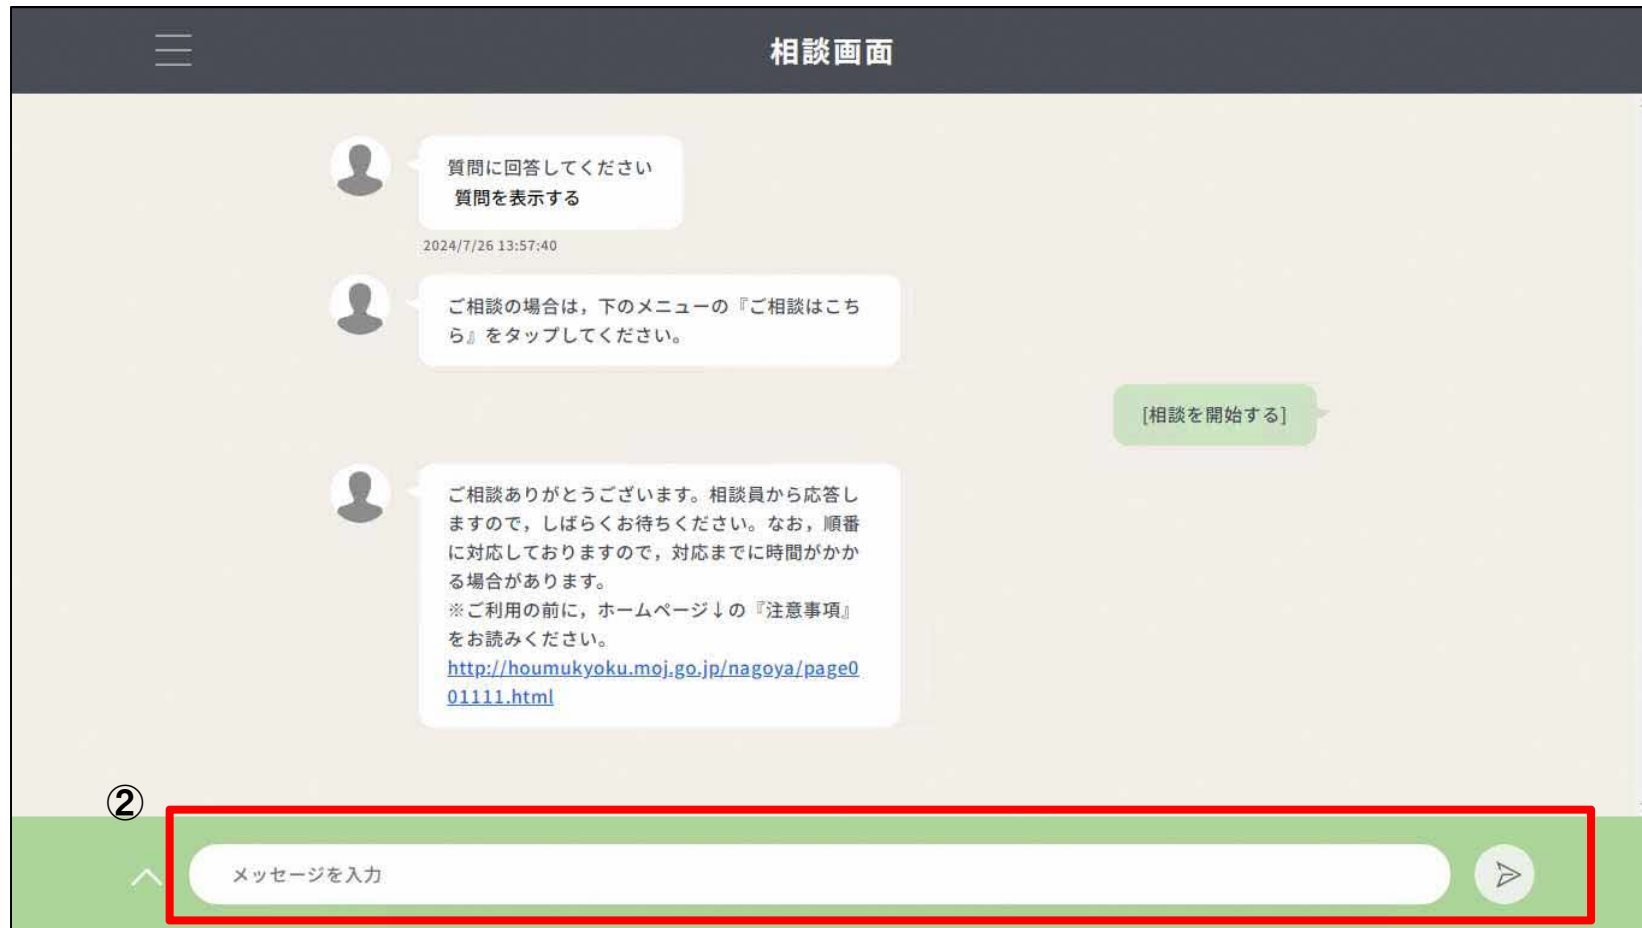 相談画面
質問に回答してください
質問を表示する
2024/7/26 13:57:40
ご相談の場合は，下のメニューの『ご相談はこち
ら』をタップしてください。
[相談を開始する]
ご相談ありがとうございます。相談員から応答し
ますので，しばらくお待ちください。なお，順番
に対応しておりますので，対応までに時間がかか
る場合があります。
※ご利用の前に，ホームページ↓の『注意事項』
をお読みください。
http://houmukyoku.moj.go.jp/nagoya/page0
01111.html
②
メッセージを入力